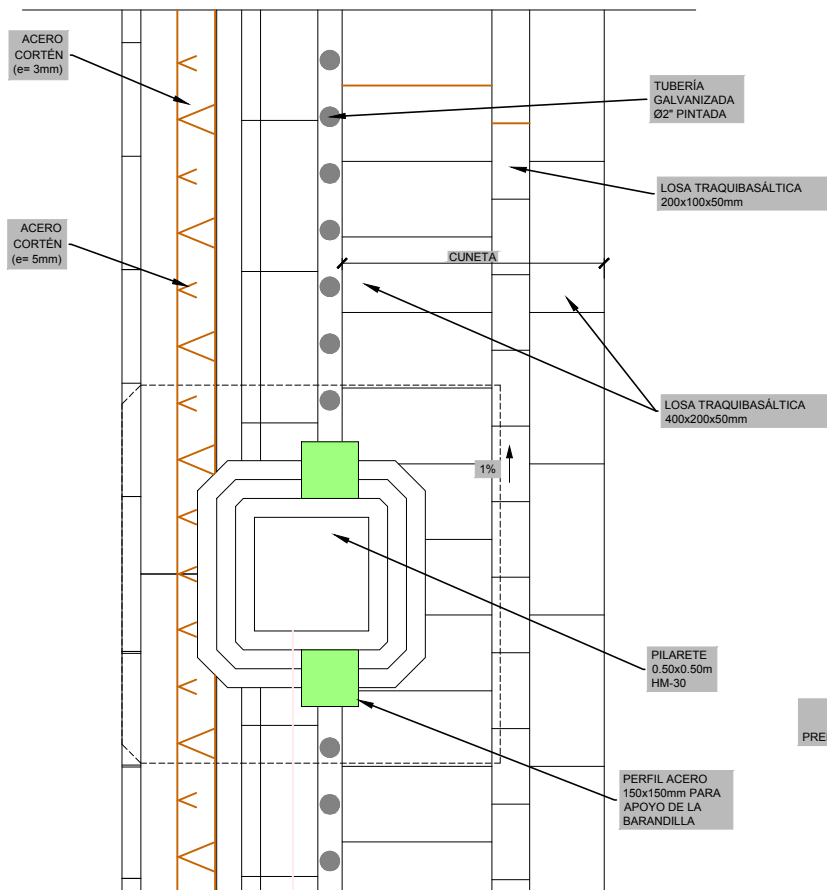 ACERO
CORTÉN
(e= 3mm)
TUBERÍA
GALVANIZADA
Ø2" PINTADA
LOSA TRAQUIBASÁLTICA
200x100x50mm
ACERO
CORTÉN
(e= 5mm)
CUNETA
LOSA TRAQUIBASÁLTICA
400x200x50mm
1%
PILARETE
0.50x0.50m
HM-30
PERFIL ACERO
150x150mm PARA
APOYO DE LA
BARANDILLA